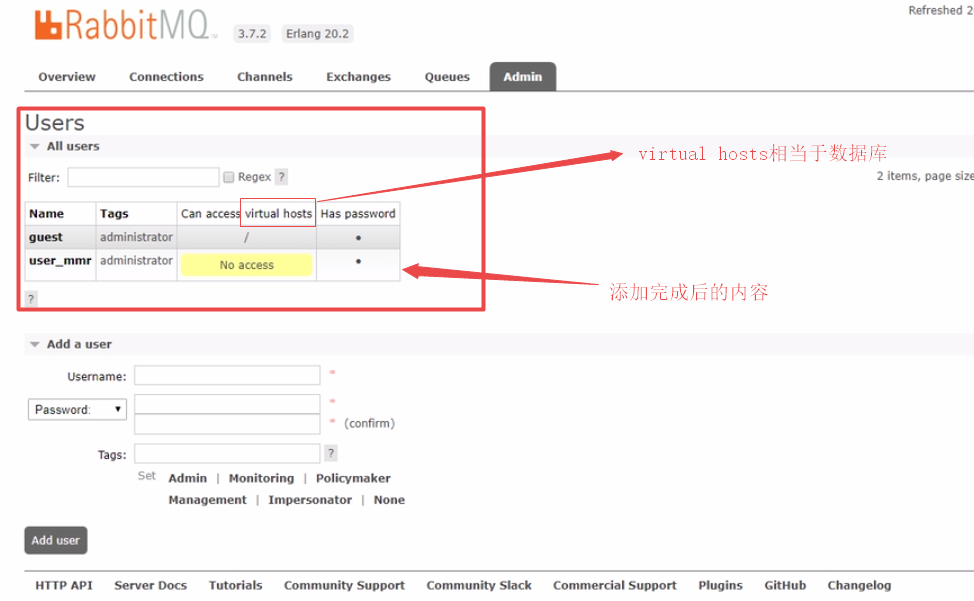 RabbitMQ TM 3.7.2 Erlang 20.2
Refreshed 2
Overview Connections Channels Exchanges Queues Admin
Users
All users
virtual hosts相当于数据库
Filter: Regex ?
2 items, page size
Name Tags Can access virtual hosts Has password
guest administrator / •
user_mmr administrator No access •
添加完成后的内容
?
Add a user
Username: *
Password: *
* (confirm)
Tags: ?
Set Admin | Monitoring | Policymaker
Management | Impersonator | None
Add user
HTTP API Server Docs Tutorials Community Support Community Slack Commercial Support Plugins GitHub Changelog